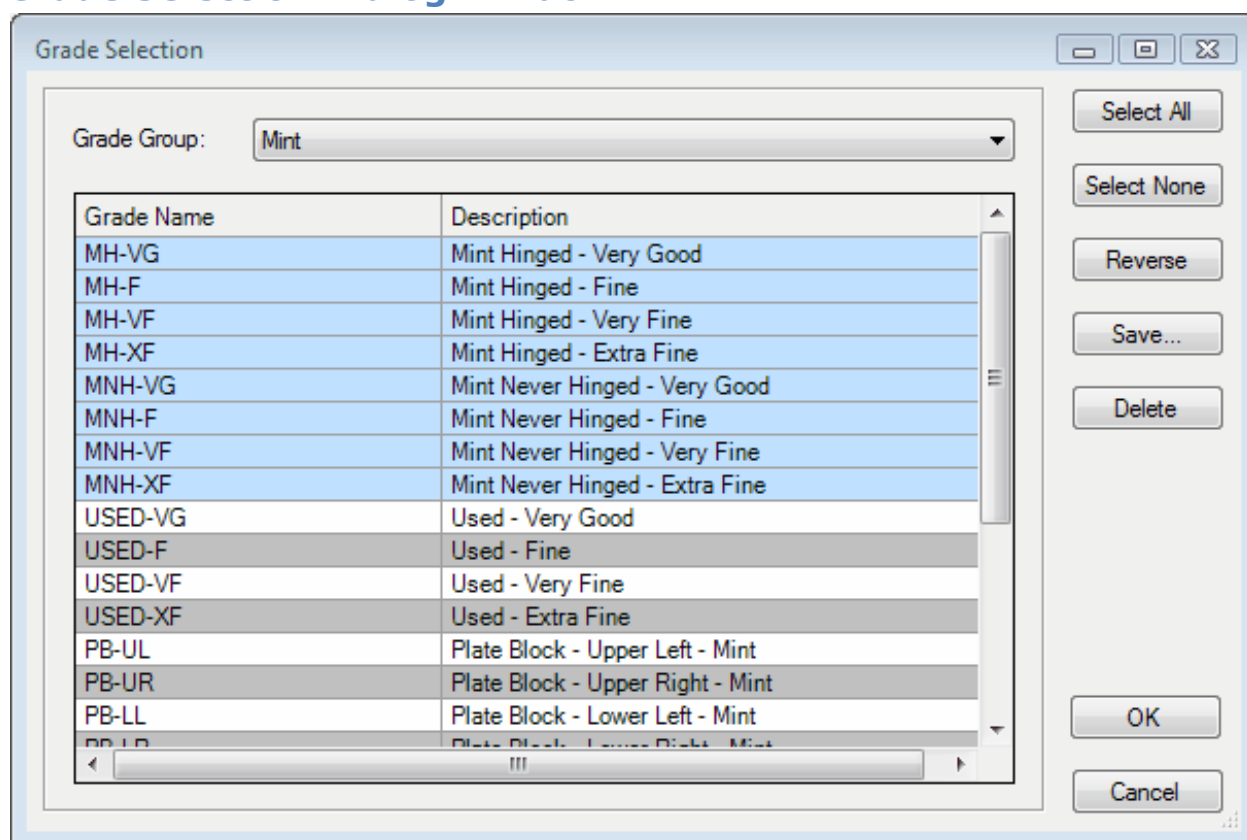 Grade Selection
Select All
Grade Group: Mint
Select None
Grade Name Description
MH-VG Mint Hinged - Very Good
Reverse
MH-F Mint Hinged - Fine
MH-VF Mint Hinged - Very Fine
Save...
MH-XF Mint Hinged - Extra Fine
MNH-VG Mint Never Hinged - Very Good
Delete
MNH-F Mint Never Hinged - Fine
MNH-VF Mint Never Hinged - Very Fine
MNH-XF Mint Never Hinged - Extra Fine
USED-VG Used - Very Good
USED-F Used - Fine
USED-VF Used - Very Fine
USED-XF Used - Extra Fine
PB-UL Plate Block - Upper Left - Mint
PB-UR Plate Block - Upper Right - Mint
PB-LL Plate Block - Lower Left - Mint
OK
Cancel